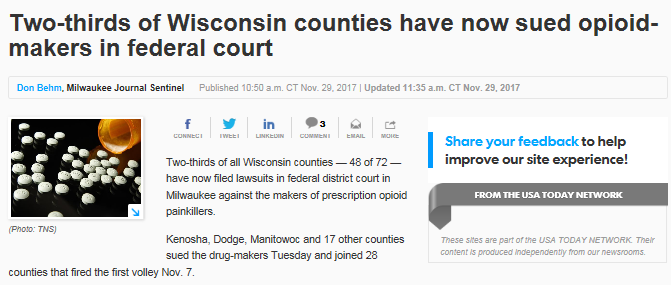 Two-thirds of Wisconsin counties have now sued opioid-
makers in federal court
Don Behm, Milwaukee Journal Sentinel Published 10:50 a.m. CT Nov. 29, 2017 | Updated 11:35 a.m. CT Nov. 29, 2017
(Photo: TNS)
CONNECT TWEET LINKEDIN 3 COMMENT EMAIL MORE
Two-thirds of all Wisconsin counties — 48 of 72 —
have now filed lawsuits in federal district court in
Milwaukee against the makers of prescription opioid
painkillers.
Kenosha, Dodge, Manitowoc and 17 other counties
sued the drug-makers Tuesday and joined 28
counties that fired the first volley Nov. 7.
Share your feedback to help
improve our site experience!
FROM THE USA TODAY NETWORK
These sites are part of the USA TODAY NETWORK. Their
content is produced independently from our newsrooms.